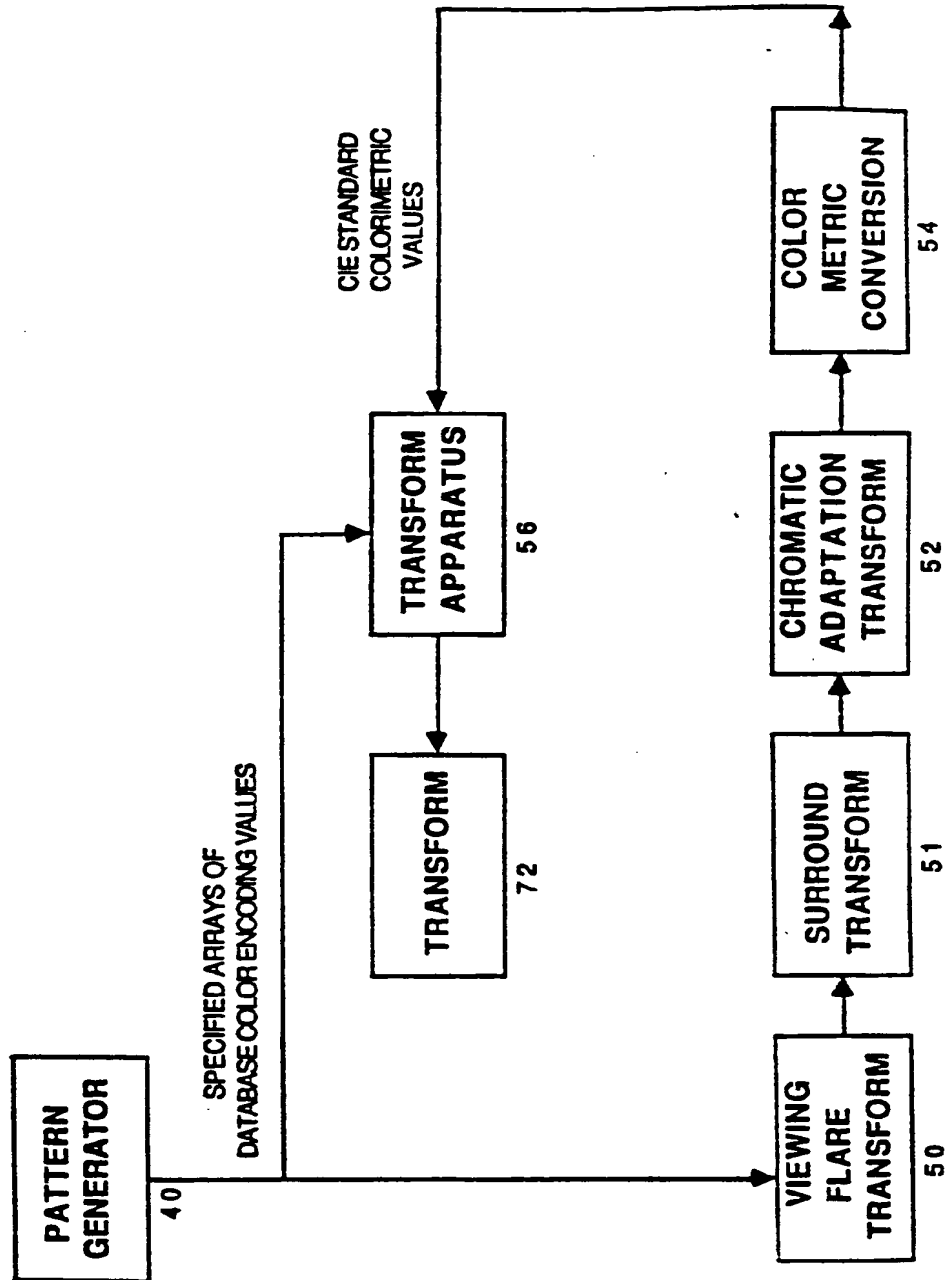 PATTERN
GENERATOR
40
SPECIFIED ARRAYS OF
DATABASE COLOR ENCODING VALUES
CIE STANDARD
COLORIMETRIC
VALUES
TRANSFORM
72
TRANSFORM
APPARATUS
56
VIEWING
FLARE
TRANSFORM
50
SURROUND
TRANSFORM
51
CHROMATIC
ADAPTATION
TRANSFORM
52
COLOR
METRIC
CONVERSION
54